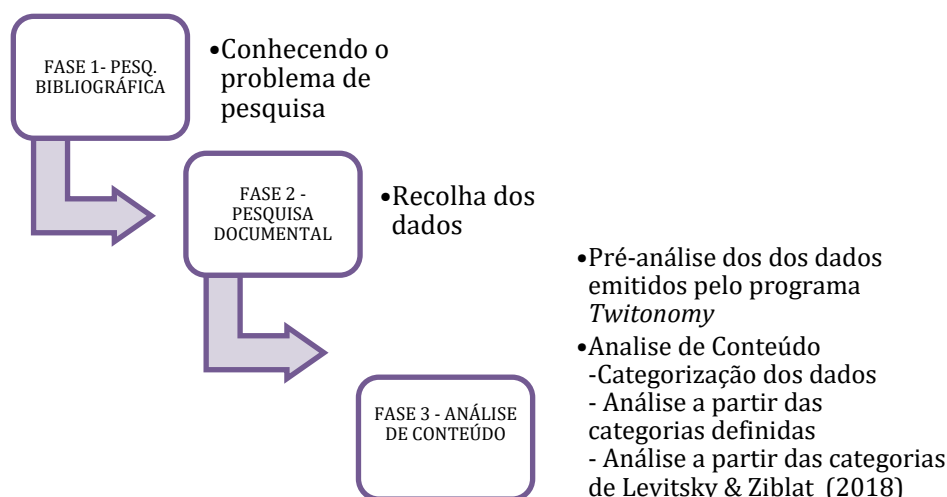 FASE 1- PESQ.
BIBLIOGRÁFICA
•Conhecendo o
problema de
pesquisa
FASE 2 -
PESQUISA
DOCUMENTAL
•Recolha dos
dados
FASE 3 - ANÁLISE
DE CONTEÚDO
•Pré-análise dos dos dados
emitidos pelo programa
Twitonomy
•Analise de Conteúdo
-Categorização dos dados
- Análise a partir das
categorias definidas
- Análise a partir das categorias
de Levitsky & Ziblat (2018)